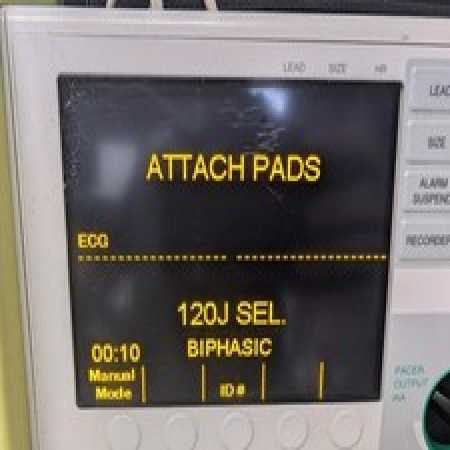 LEAD SIZE HR
LEAD
SIZE
ATTACH PADS
ALARM
SUSPEND
ECG
RECORDER
120J SEL.
00:10 BIPHASIC
Manual
Mode
ID#
PACER
OUTPUT
mA